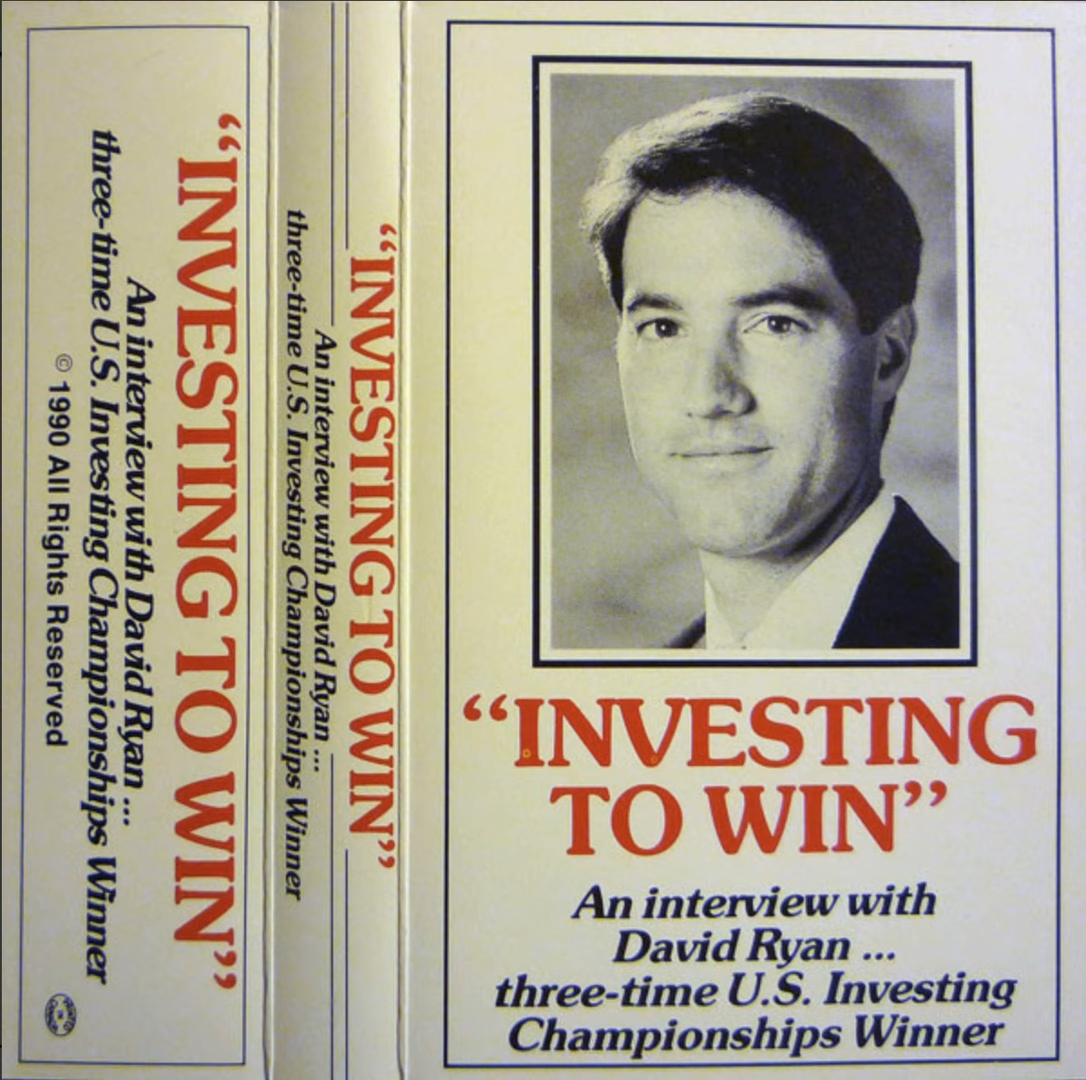 “INVESTING TO WIN”
An interview with David Ryan ...
three-time U.S. Investing Championships Winner
© 1990 All Rights Reserved
“INVESTING TO WIN”
An interview with David Ryan ...
three-time U.S. Investing Championships Winner
“INVESTING
TO WIN”
An interview with
David Ryan ...
three-time U.S. Investing
Championships Winner